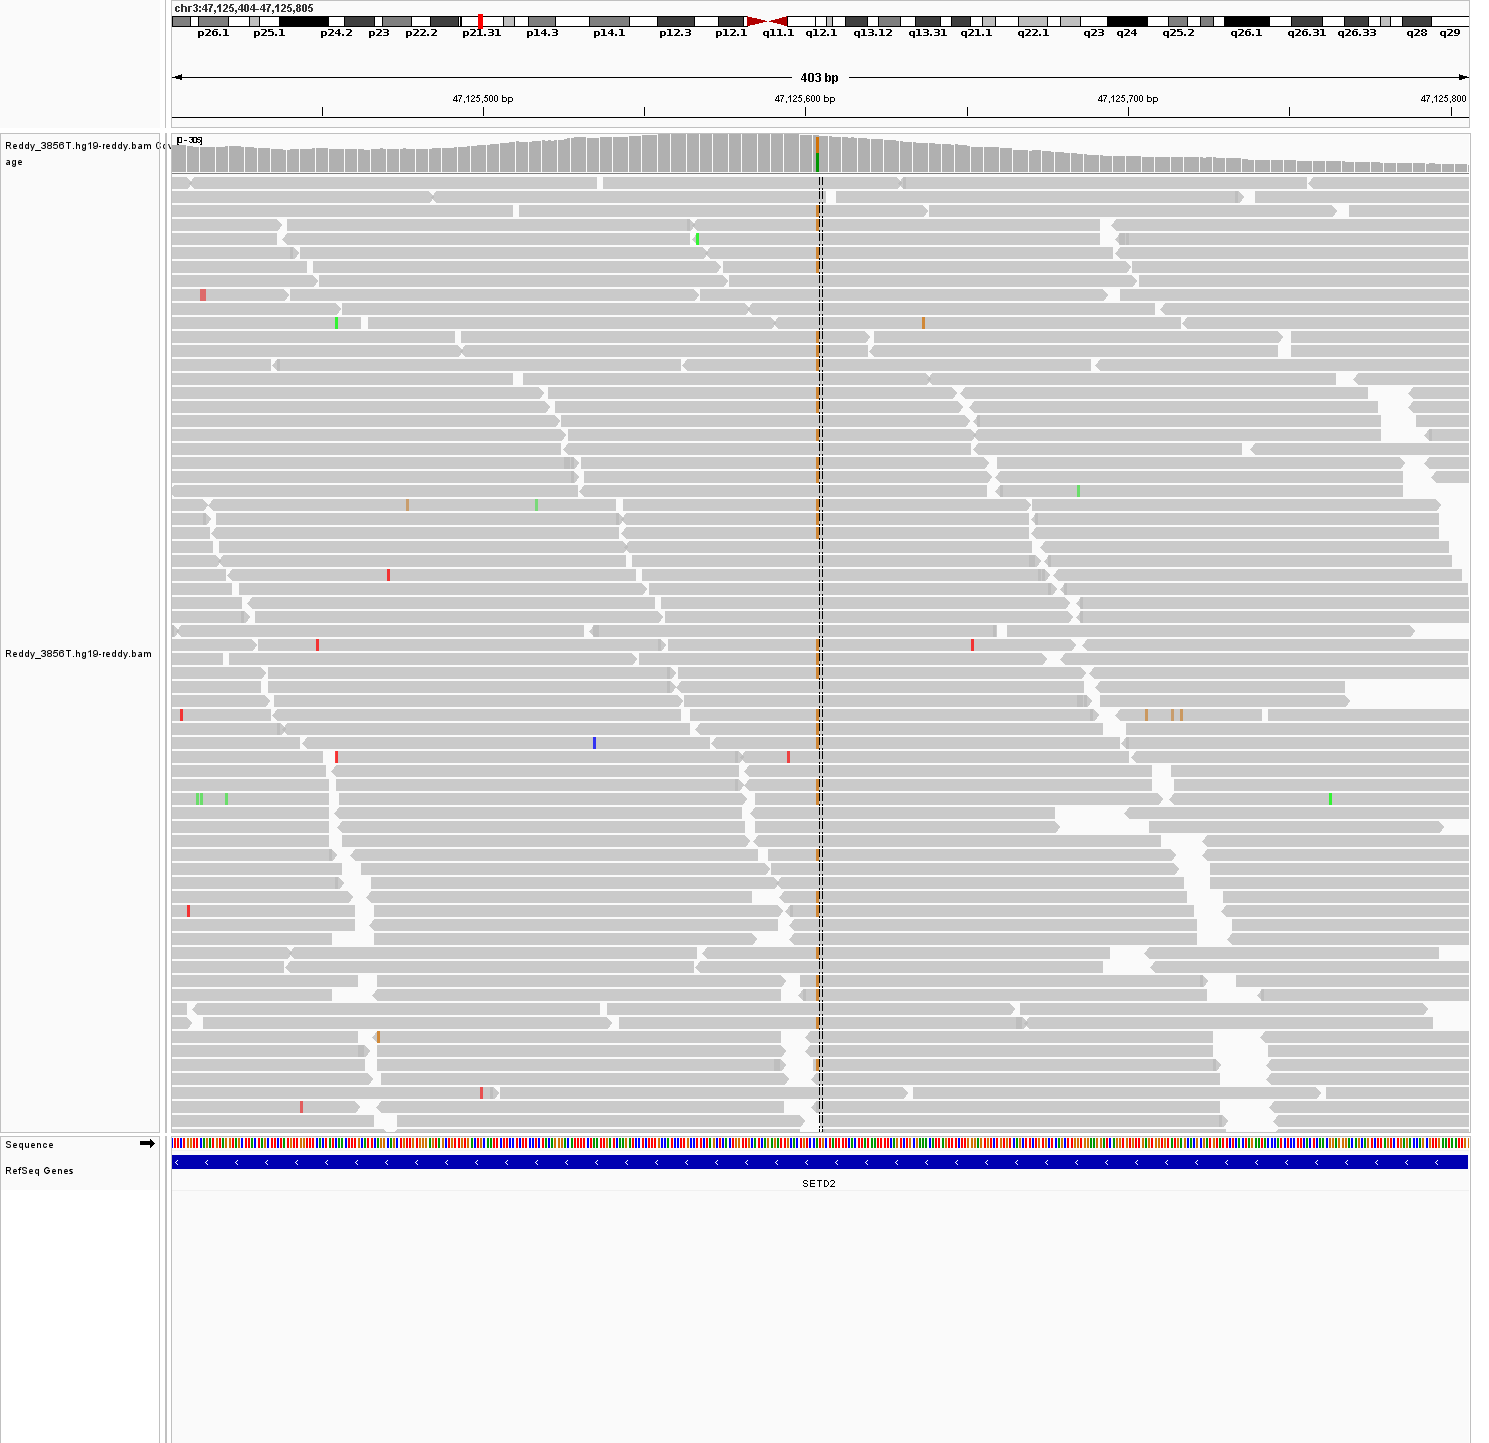 chr3:47,125,404-47,125,805
p26.1 p25.1 p24.2 p23 p22.2 p21.31 p14.3 p14.1 p12.3 p12.1 q11.1 q12.1 q13.12 q13.31 q21.1 q22.1 q23 q24 q25.2 q26.1 q26.31 q26.33 q28 q29
403 bp
47,125,500 bp 47,125,600 bp 47,125,700 bp 47,125,800
Reddy_3856T.hg19-reddy.bam Cov
age
Reddy_3856T.hg19-reddy.bam
Sequence
RefSeq Genes
SETD2